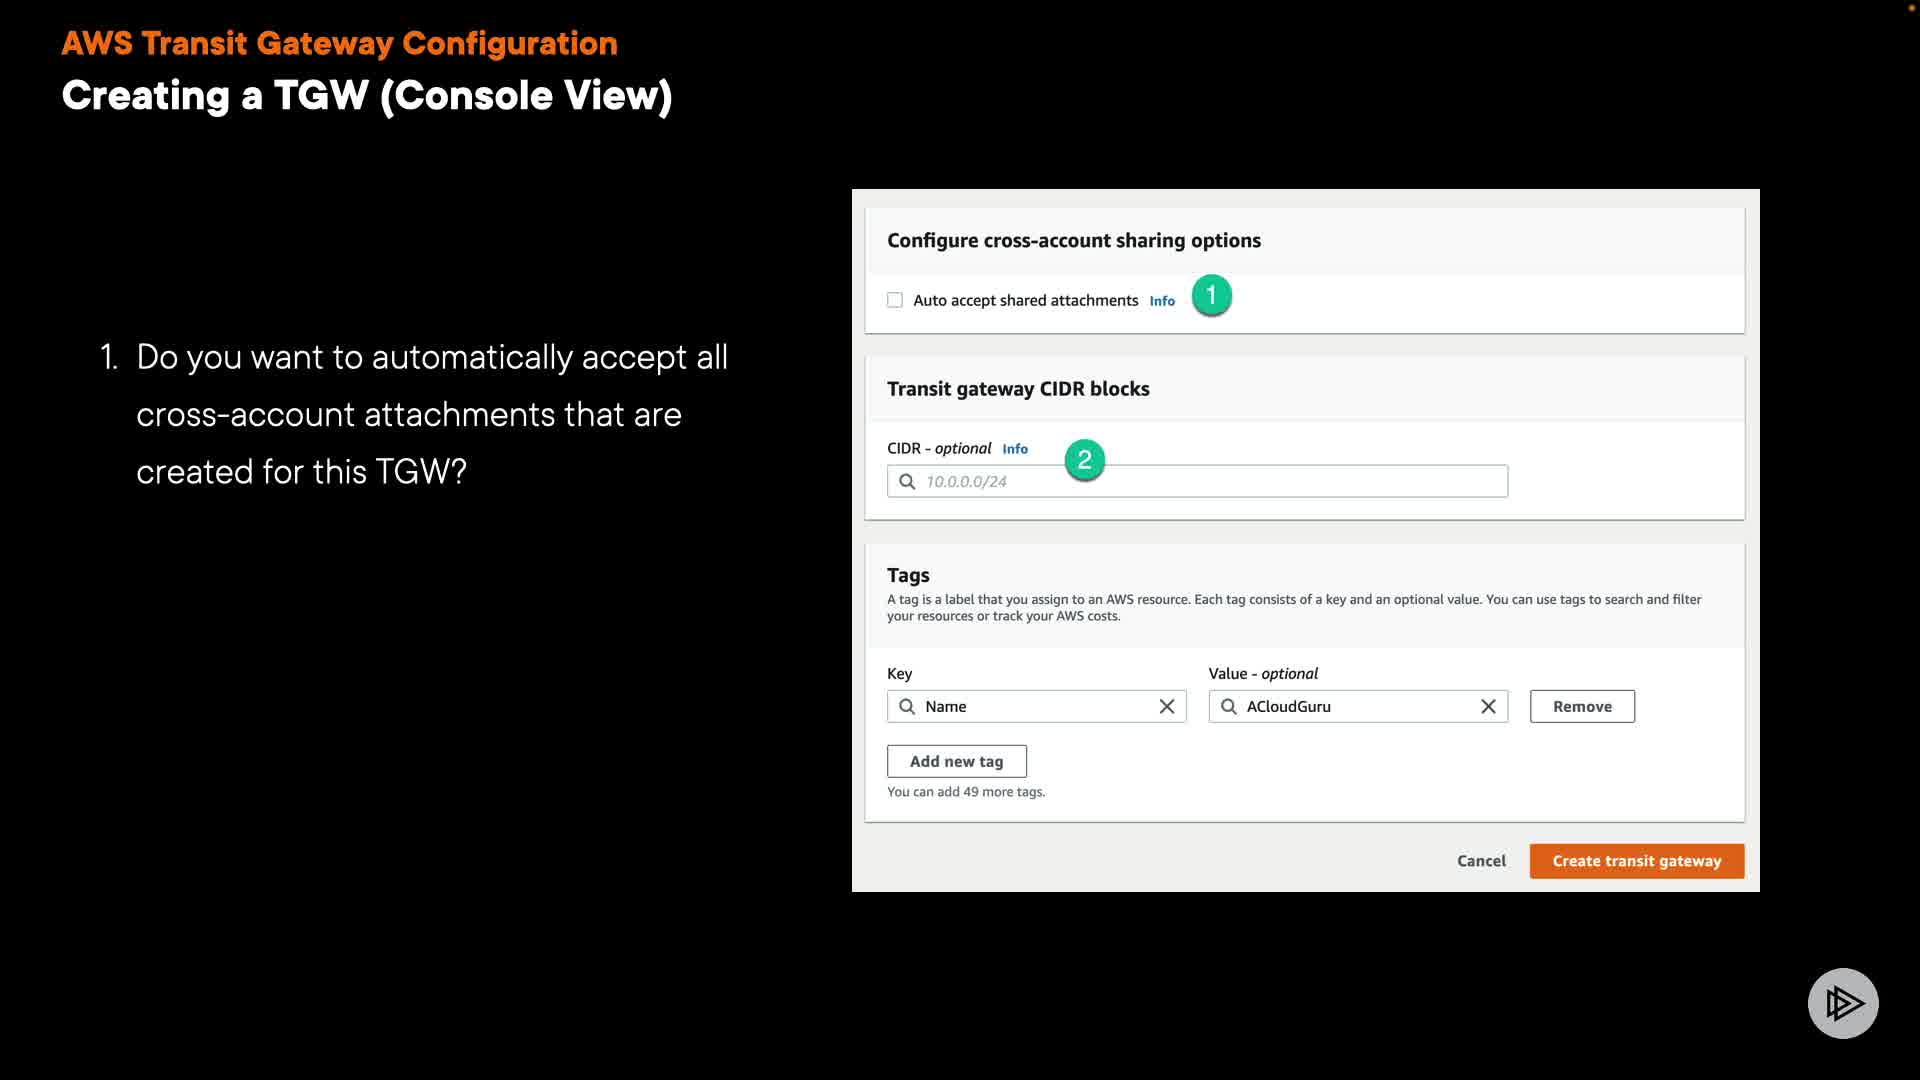 AWS Transit Gateway Configuration
Creating a TGW (Console View)
1. Do you want to automatically accept all
cross-account attachments that are
created for this TGW?
Configure cross-account sharing options
Auto accept shared attachments Info 1
Transit gateway CIDR blocks
CIDR - optional Info 2
10.0.0.0/24
Tags
A tag is a label that you assign to an AWS resource. Each tag consists of a key and an optional value. You can use tags to search and filter
your resources or track your AWS costs.
Key Value - optional
Name ACloudGuru Remove
Add new tag
You can add 49 more tags.
Cancel Create transit gateway